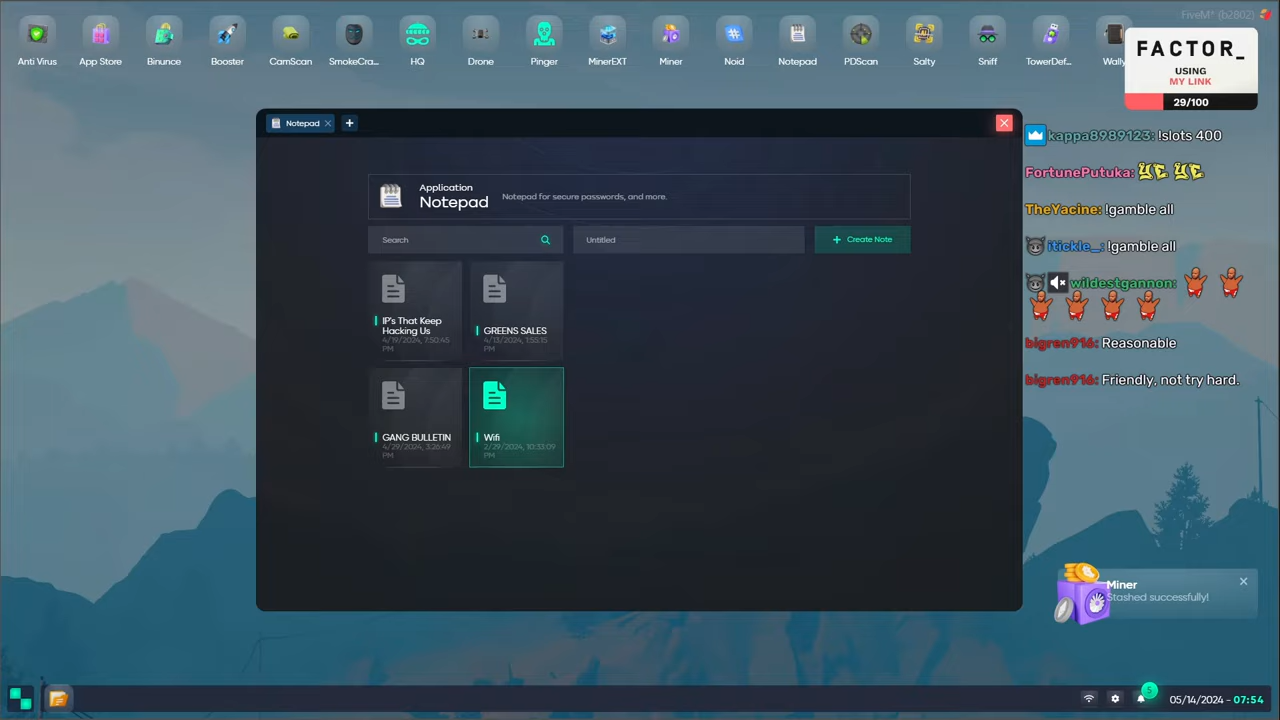 FiveM® (b2802)
Anti Virus
App Store
Binunce
Booster
CamScan
SmokeCra...
HQ
Drone
Pinger
MinerEXT
Miner
Noid
Notepad
PDScan
Salty
Sniff
TowerDef...
Wally
FACTOR_
USING
MY LINK
29/100
Notepad
Application
Notepad
Notepad for secure passwords, and more.
Search
Untitled
Create Note
IP's That Keep
Hacking Us
4/19/2024, 7:50:45
PM
GREENS SALES
4/13/2024, 1:55:15
PM
GANG BULLETIN
4/29/2024, 3:26:49
PM
Wifi
2/29/2024, 10:33:09
PM
kappa8989123: !slots 400
FortunePutuka:
TheYacine: !gamble all
itickle_: !gamble all
wildestgannon:
bigren916: Reasonable
bigren916: Friendly, not try hard.
Miner
Stashed successfully!
5
05/14/2024 - 07:54